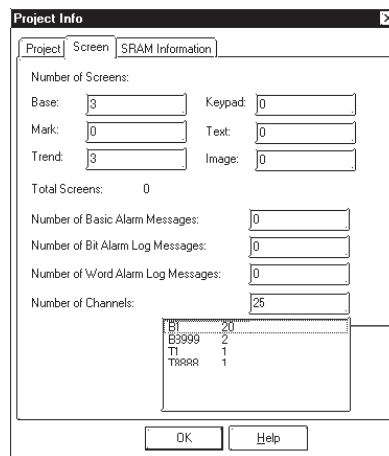 Project Info
Project Screen SRAM Information
Number of Screens:
Base: 3 Keypad: 0
Mark: 0 Text: 0
Trend: 3 Image: 0
Total Screens: 0
Number of Basic Alarm Messages: 0
Number of Bit Alarm Log Messages: 0
Number of Word Alarm Log Messages: 0
Number of Channels: 25
B1 20
B8999 2
T1 1
T8888 1
OK Help